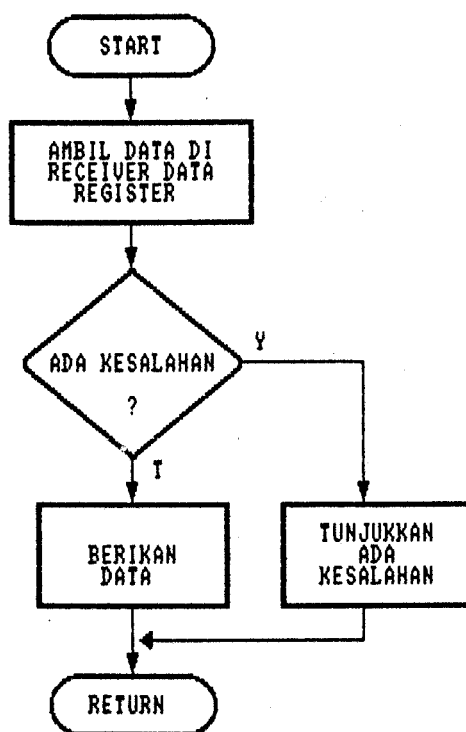 START
AMBIL DATA DI
RECEIVER DATA
REGISTER
ADA KESALAHAN
?
Y
T
BERIKAN
DATA
TUNJUKKAN
ADA
KESALAHAN
RETURN